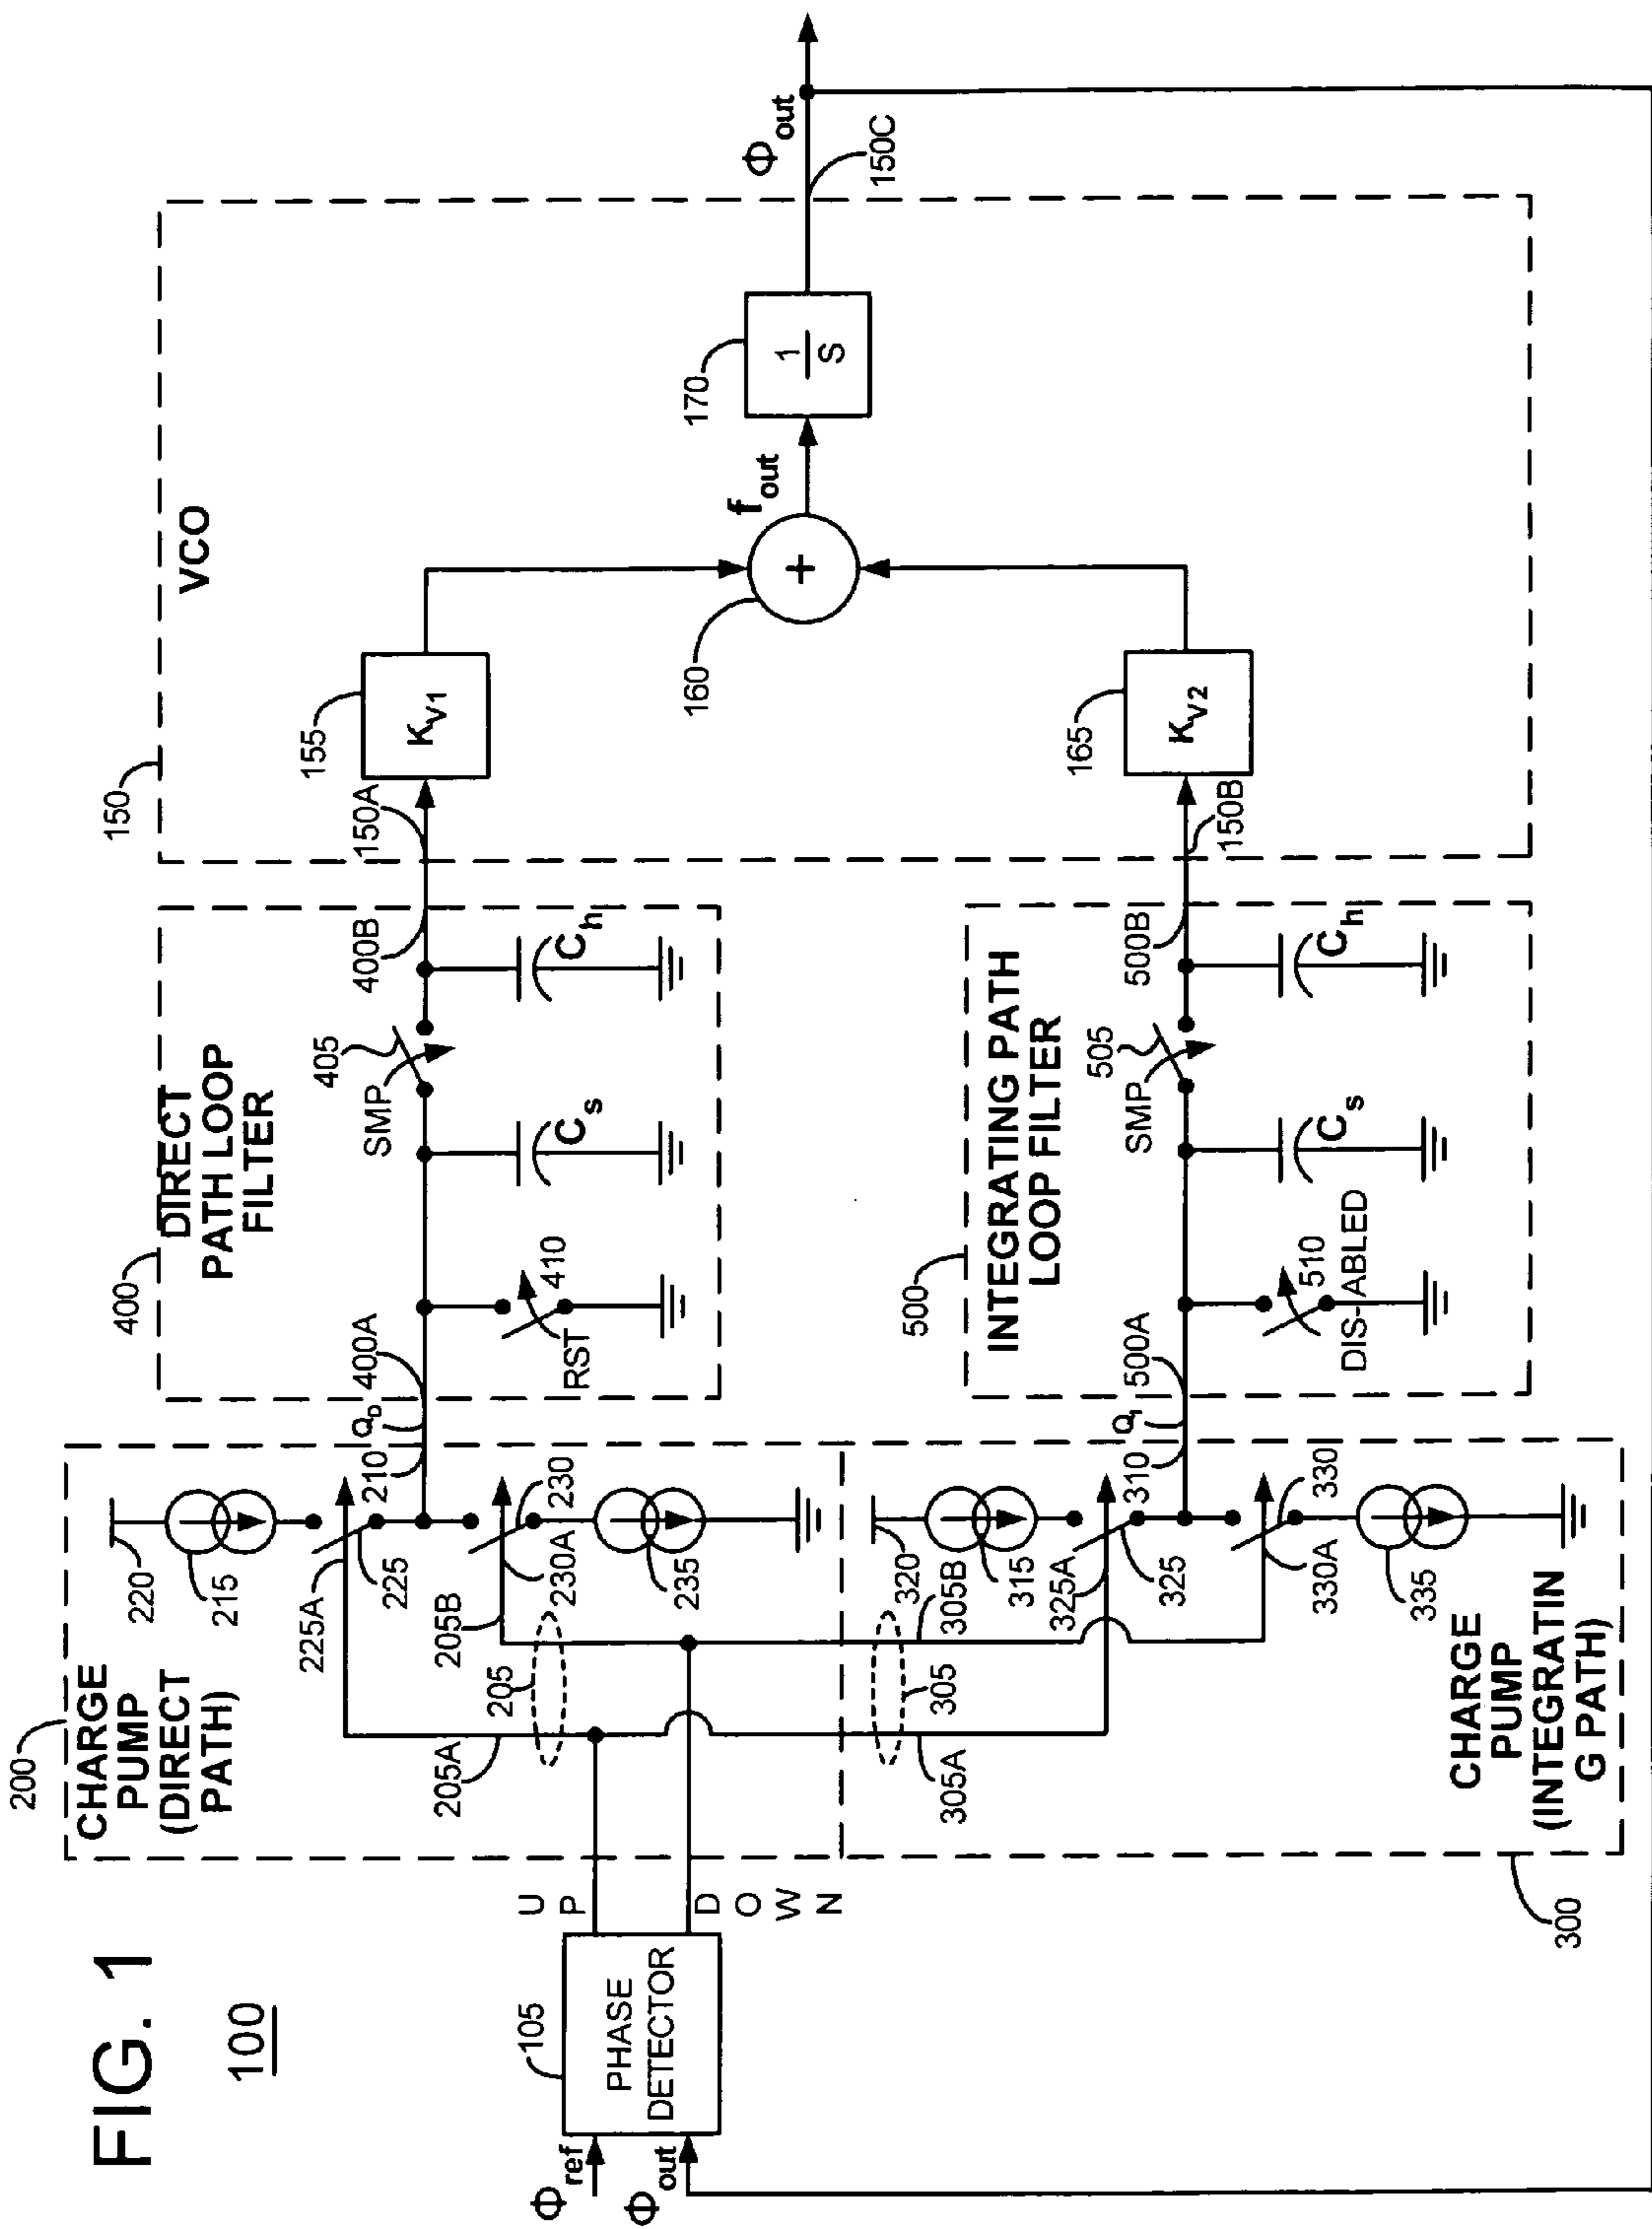 FIG. 1
100
Φref
Φout
105
PHASE
DETECTOR
UP
DOWN
200
CHARGE
PUMP
(DIRECT
PATH)
220
215
225A
225
210
QD
205A
205B
205
230A
230
235
300
CHARGE
PUMP
(INTEGRATIN
G PATH)
320
315
325A
325
310
QI
305A
305B
305
330A
330
335
400
DIRECT
PATH LOOP
FILTER
400A
RST
410
Cs
SMP
405
Ch
400B
500
INTEGRATING PATH
LOOP FILTER
500A
DIS-ABLED
510
Cs
SMP
505
Ch
500B
150
VCO
150A
155
KV1
150B
165
KV2
160
+
fout
170
1
S
Φout
150C